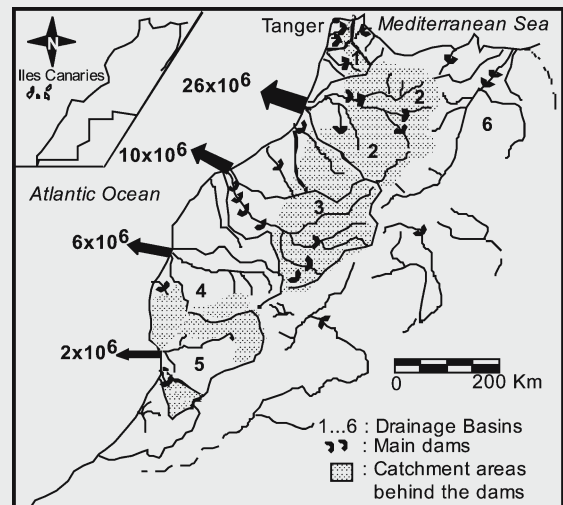 Tanger
Mediterranean Sea
N
Iles Canaries
26x10⁶
1
2
6
2
10x10⁶
Atlantic Ocean
3
6x10⁶
4
2x10⁶
5
0 200 Km
1...6 : Drainage Basins
: Main dams
: Catchment areas
behind the dams